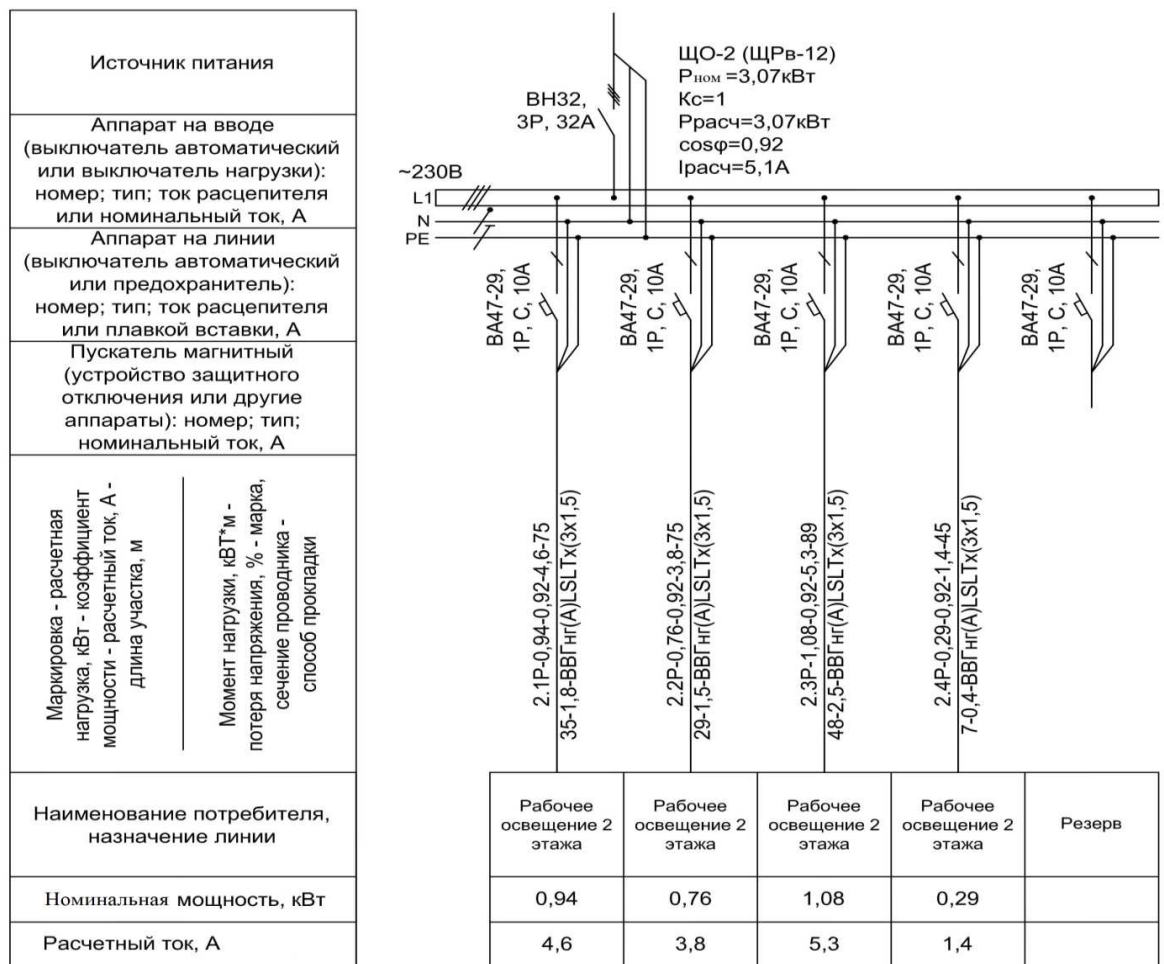 Источник питания
Аппарат на вводе
(выключатель автоматический
или выключатель нагрузки):
номер; тип; ток расцепителя
или номинальный ток, А
Аппарат на линии
(выключатель автоматический
или предохранитель):
номер; тип; ток расцепителя
или плавкой вставки, А
Пускатель магнитный
(устройство защитного
отключения или другие
аппараты): номер; тип;
номинальный ток, А
Маркировка - расчетная
нагрузка, кВт - коэффициент
мощности - расчетный ток, А -
длина участка, м
Момент нагрузки, кВТ*м -
потеря напряжения, % - марка,
сечение проводника -
способ прокладки
Наименование потребителя,
назначение линии
Номинальная мощность, кВт
Расчетный ток, А
ВН32,
3Р, 32А
ЩО-2 (ЩРв-12)
Рном =3,07кВт
Кс=1
Ррасч=3,07кВт
cosφ=0,92
Iрасч=5,1А
~230В
L1
N
PE
ВА47-29,
1Р, С, 10А
ВА47-29,
1Р, С, 10А
ВА47-29,
1Р, С, 10А
ВА47-29,
1Р, С, 10А
ВА47-29,
1Р, С, 10А
2.1Р-0,94-0,92-4,6-75
35-1,8-ВВГнг(А)LSLTx(3x1,5)
2.2Р-0,76-0,92-3,8-75
29-1,5-ВВГнг(А)LSLTx(3x1,5)
2.3Р-1,08-0,92-5,3-89
48-2,5-ВВГнг(А)LSLTx(3x1,5)
2.4Р-0,29-0,92-1,4-45
7-0,4-ВВГнг(А)LSLTx(3x1,5)
Рабочее
освещение 2
этажа
Рабочее
освещение 2
этажа
Рабочее
освещение 2
этажа
Рабочее
освещение 2
этажа
Резерв
0,94
0,76
1,08
0,29
4,6
3,8
5,3
1,4